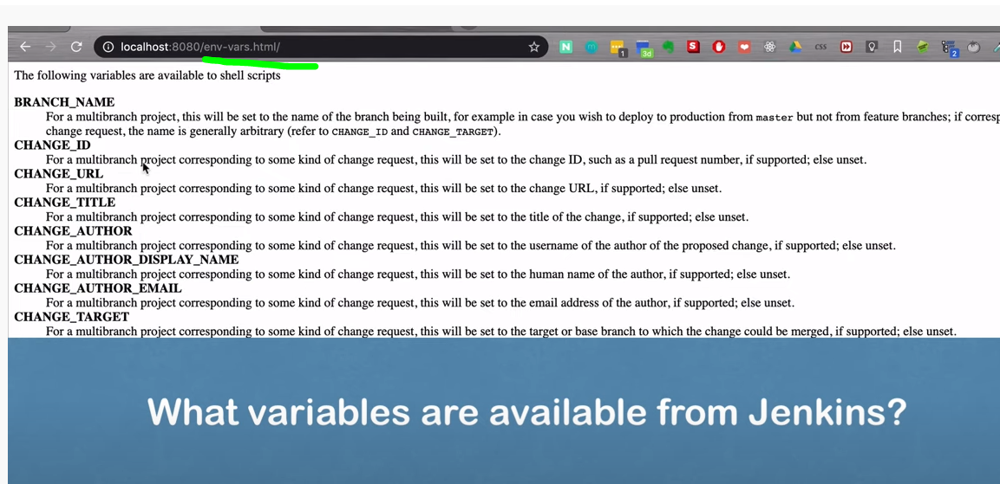 localhost:8080/env-vars.html/
N
m
1
3d
S
css
2
The following variables are available to shell scripts
BRANCH_NAME
For a multibranch project, this will be set to the name of the branch being built, for example in case you wish to deploy to production from master but not from feature branches; if corresp
change request, the name is generally arbitrary (refer to CHANGE_ID and CHANGE_TARGET).
CHANGE_ID
For a multibranch project corresponding to some kind of change request, this will be set to the change ID, such as a pull request number, if supported; else unset.
CHANGE_URL
For a multibranch project corresponding to some kind of change request, this will be set to the change URL, if supported; else unset.
CHANGE_TITLE
For a multibranch project corresponding to some kind of change request, this will be set to the title of the change, if supported; else unset.
CHANGE_AUTHOR
For a multibranch project corresponding to some kind of change request, this will be set to the username of the author of the proposed change, if supported; else unset.
CHANGE_AUTHOR_DISPLAY_NAME
For a multibranch project corresponding to some kind of change request, this will be set to the human name of the author, if supported; else unset.
CHANGE_AUTHOR_EMAIL
For a multibranch project corresponding to some kind of change request, this will be set to the email address of the author, if supported; else unset.
CHANGE_TARGET
For a multibranch project corresponding to some kind of change request, this will be set to the target or base branch to which the change could be merged, if supported; else unset.
What variables are available from Jenkins?